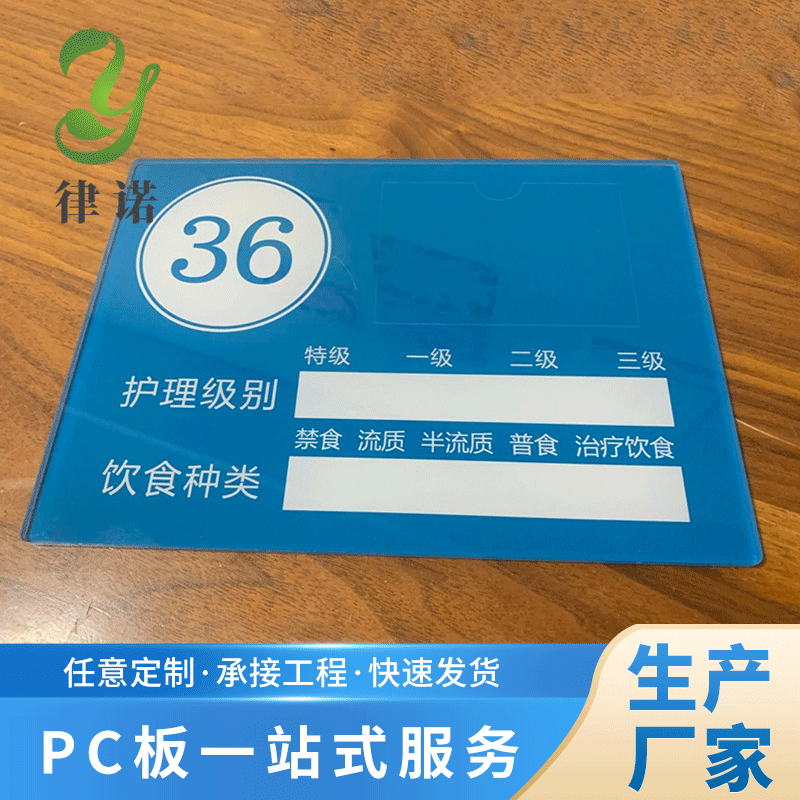 律诺
36
特级 一级 二级 三级
护理级别
禁食 流质 半流质 普食 治疗饮食
饮食种类
任意定制·承接工程·快速发货
PC板一站式服务
生产
厂家